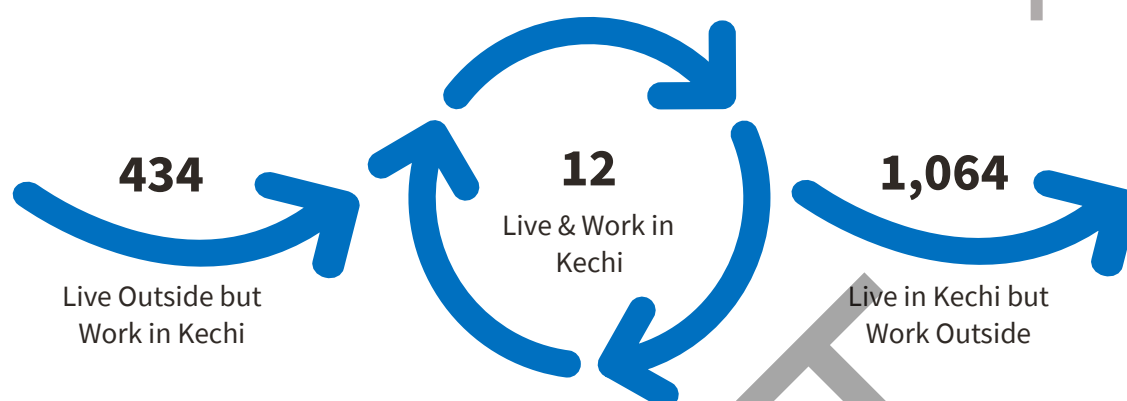 434
Live Outside but
Work in Kechi
12
Live & Work in
Kechi
1,064
Live in Kechi but
Work Outside